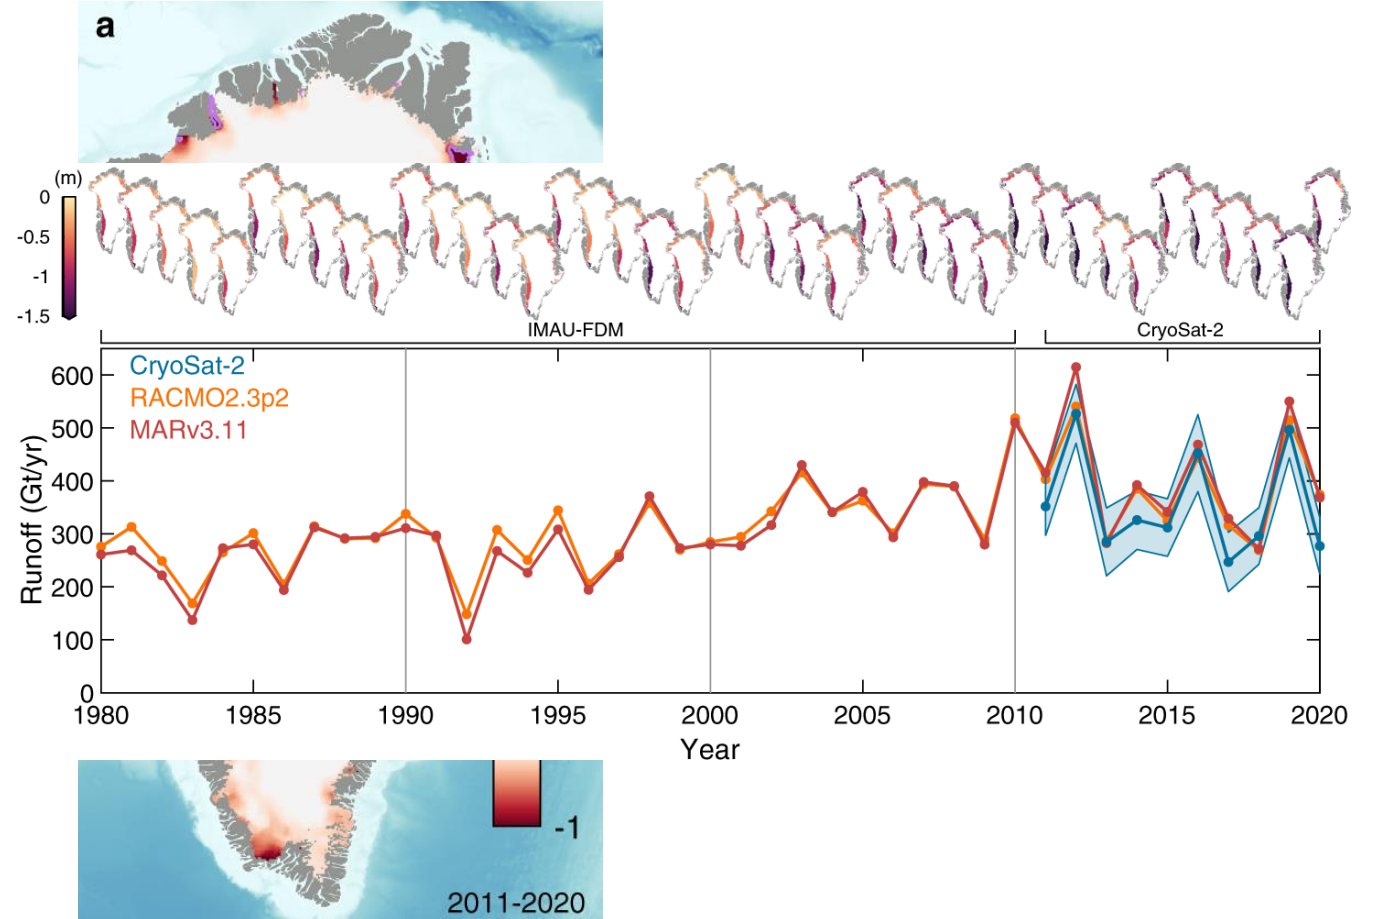 a
(m)
0
-0.5
-1
-1.5
IMAU-FDM
CryoSat-2
CryoSat-2
RACMO2.3p2
MARv3.11
600
500
400
300
200
100
0
Runoff (Gt/yr)
1980 1985 1990 1995 2000 2005 2010 2015 2020
Year
-1
2011-2020